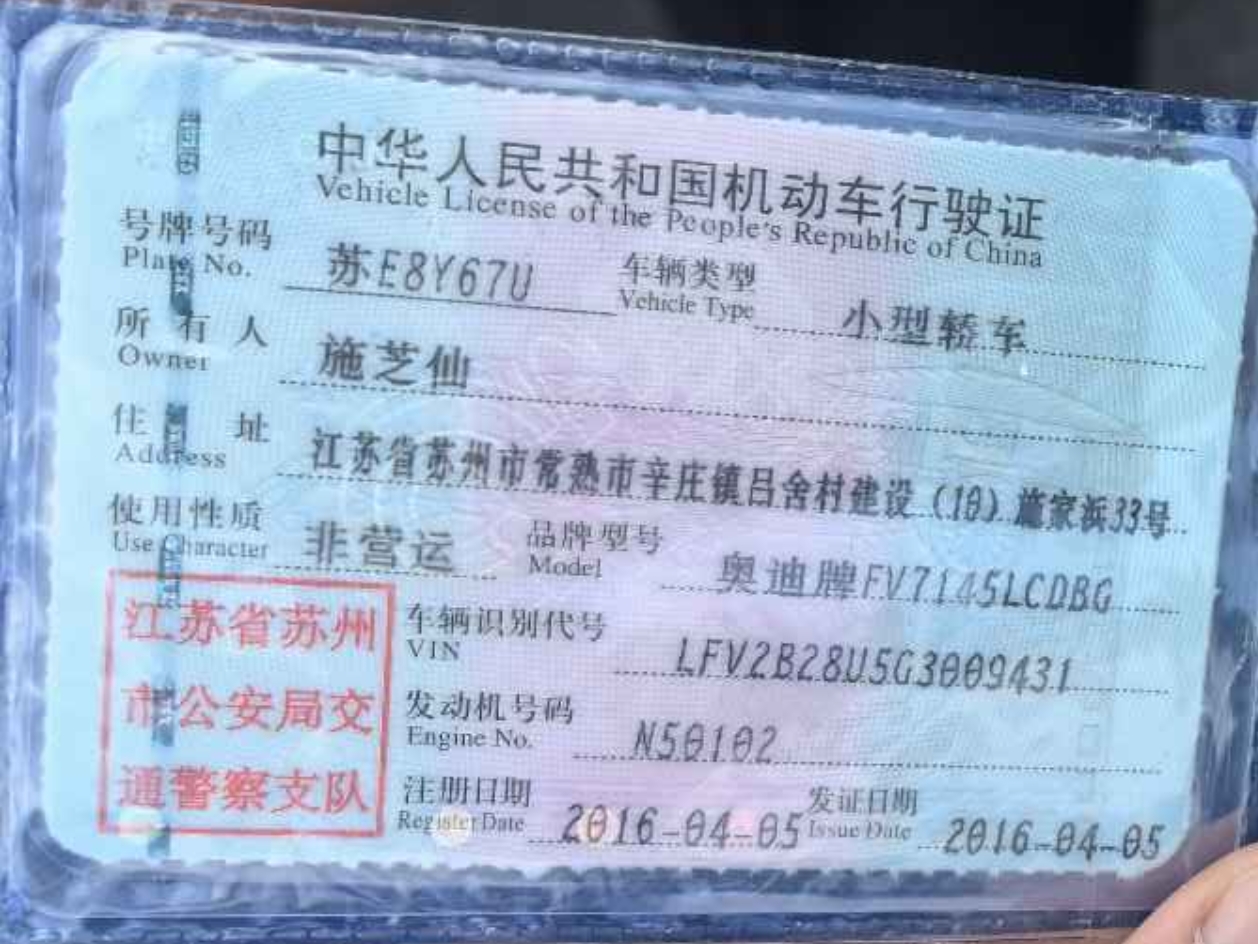 中华人民共和国机动车行驶证
Vehicle License of the People's Republic of China
号牌号码 苏E8Y67U 车辆类型 小型轿车
Plate No. Vehicle Type
所有人 施芝仙
Owner
住址 江苏省苏州市常熟市辛庄镇吕舍村建设(10)施家浜33号
Address
使用性质 非营运 品牌型号 奥迪牌FV7145LCDBG
Use Character Model
江苏省苏州 车辆识别代号 LFV2B28U5G3009431
VIN
市公安局交 发动机号码 N50102
Engine No.
通警察支队 注册日期 2016-04-05 发证日期 2016-04-05
Register Date Issue Date